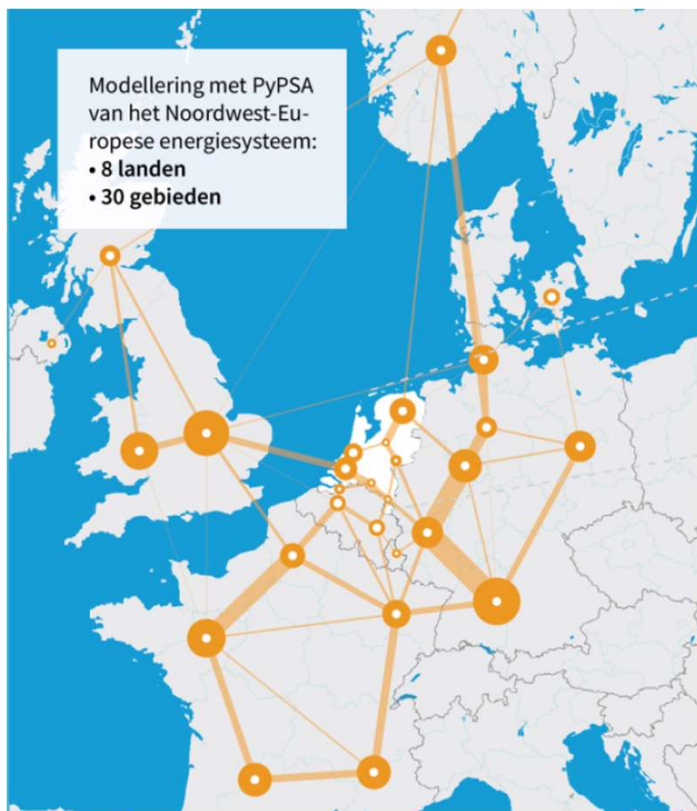 Modellering met PyPSA
van het Noordwest-Eu-
ropese energiesysteem:
• 8 landen
• 30 gebieden